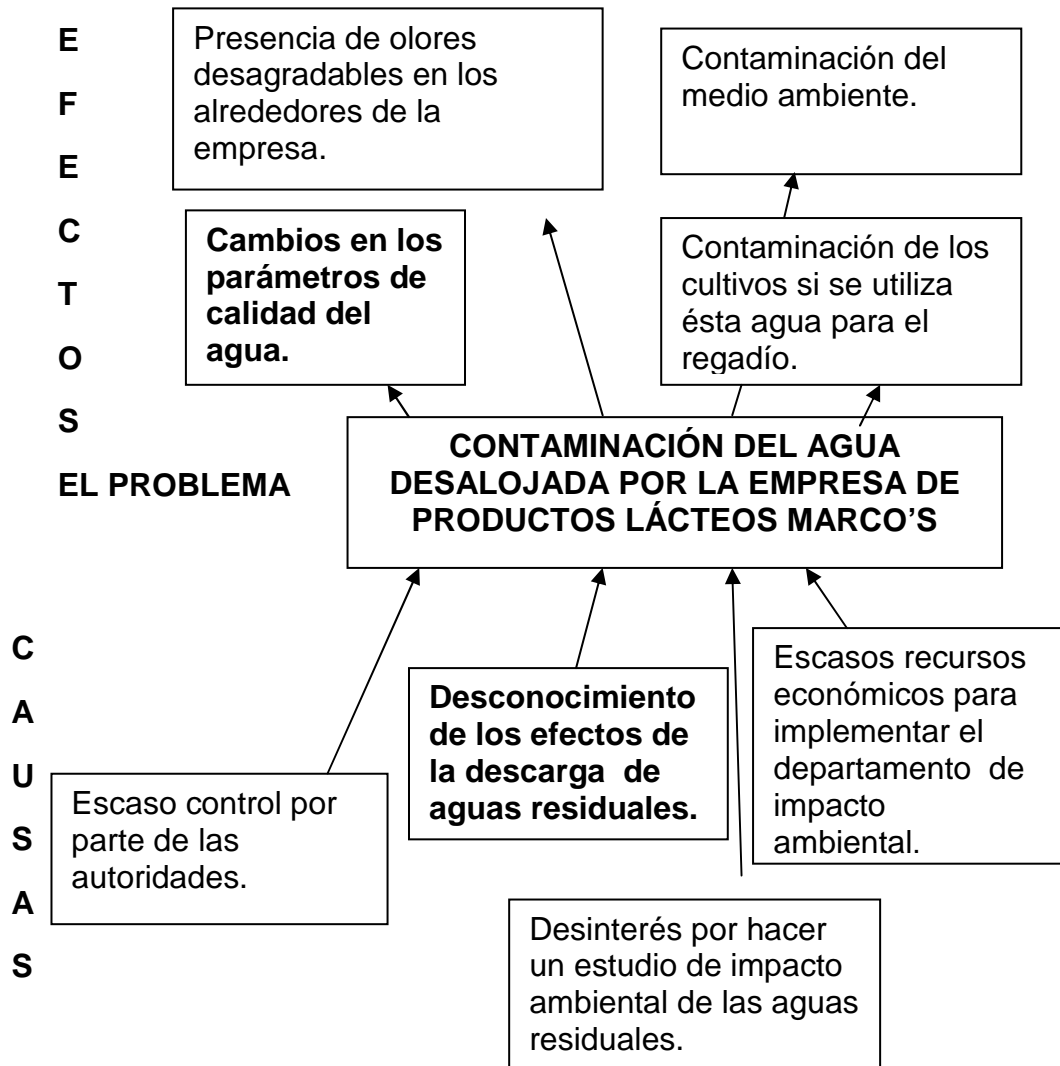 E
F
E
C
T
O
S
Presencia de olores
desagradables en los
alrededores de la
empresa.
Contaminación del
medio ambiente.
Cambios en los
parámetros de
calidad del
agua.
Contaminación de los
cultivos si se utiliza
ésta agua para el
regadío.
EL PROBLEMA
CONTAMINACIÓN DEL AGUA
DESALOJADA POR LA EMPRESA DE
PRODUCTOS LÁCTEOS MARCO’S
C
A
U
S
A
S
Escaso control por
parte de las
autoridades.
Desconocimiento
de los efectos de
la descarga  de
aguas residuales.
Escasos recursos
económicos para
implementar el
departamento  de
impacto
ambiental.
Desinterés por hacer
un estudio de impacto
ambiental de las aguas
residuales.